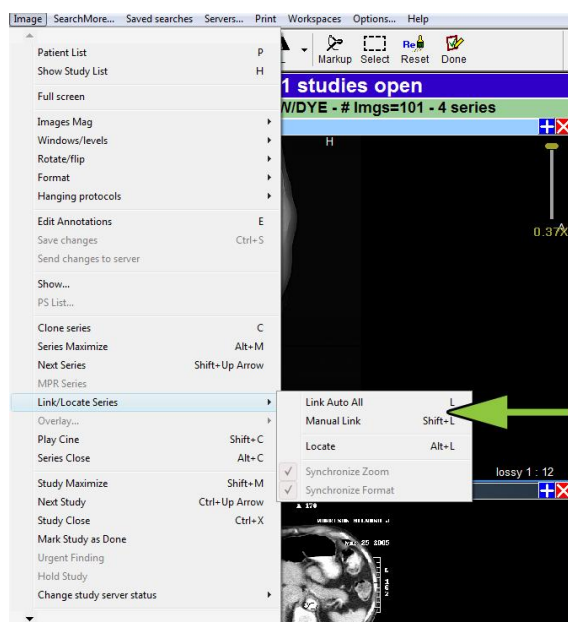 Image SearchMore... Saved searches Servers... Print Workspaces Options... Help
Markup Select Reset Done
Re
1 studies open
W/DYE - # Imgs=101 - 4 series
H
0.37X
A
Patient List P
Show Study List H
Full screen
Images Mag
Windows/levels
Rotate/flip
Format
Hanging protocols
Edit Annotations E
Save changes Ctrl+S
Send changes to server
Show...
PS List...
Clone series C
Series Maximize Alt+M
Next Series Shift+Up Arrow
MPR Series
Link/Locate Series
Overlay...
Play Cine Shift+C
Series Close Alt+C
Study Maximize Shift+M
Next Study Ctrl+Up Arrow
Study Close Ctrl+X
Mark Study as Done
Urgent Finding
Hold Study
Change study server status
Link Auto All L
Manual Link Shift+L
Locate Alt+L
Synchronize Zoom
Synchronize Format
lossy 1 : 12
A 170
Mar 25 2005